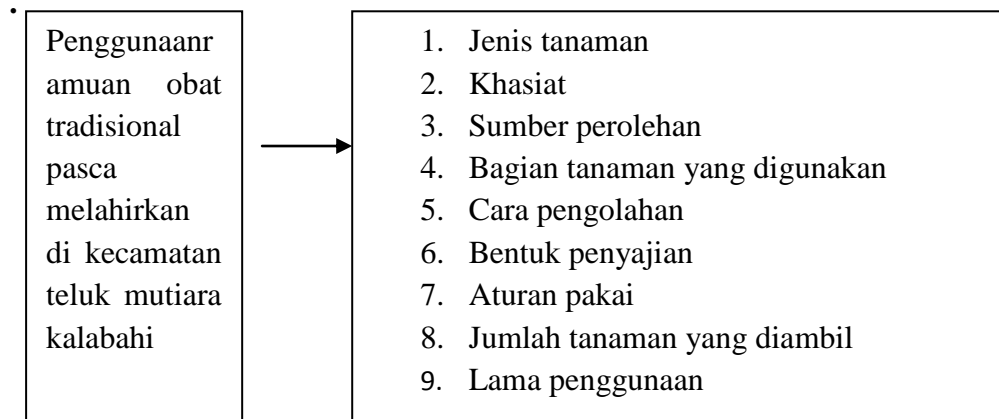 Penggunaanr
amuan obat
tradisional
pasca
melahirkan
di kecamatan
teluk mutiara
kalabahi
1. Jenis tanaman
2. Khasiat
3. Sumber perolehan
4. Bagian tanaman yang digunakan
5. Cara pengolahan
6. Bentuk penyajian
7. Aturan pakai
8. Jumlah tanaman yang diambil
9. Lama penggunaan